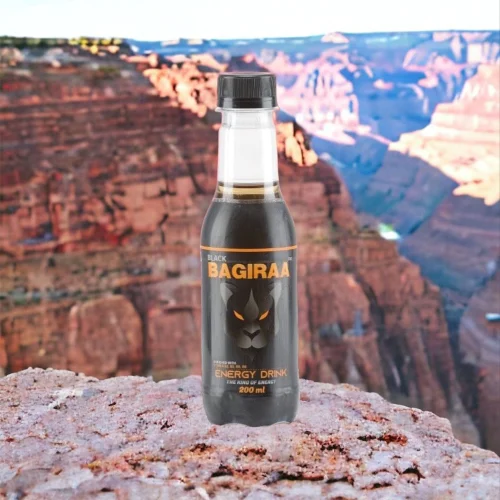 BLACK
BAGIRAA
ENERGY DRINK
THE KING OF ENERGY
200 ml